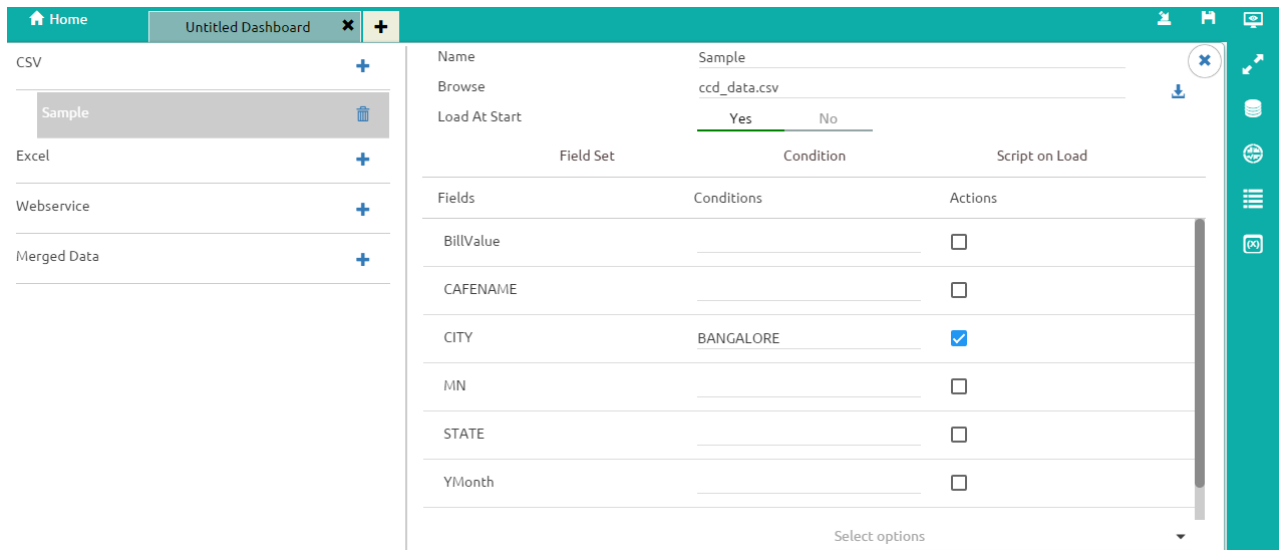 Home
Untitled Dashboard
CSV
Sample
Excel
Webservice
Merged Data
Name Sample
Browse ccd_data.csv
Load At Start Yes No
Field Set Condition Script on Load
Fields Conditions Actions
BillValue
CAFENAME
CITY BANGALORE
MN
STATE
YMonth
Select options